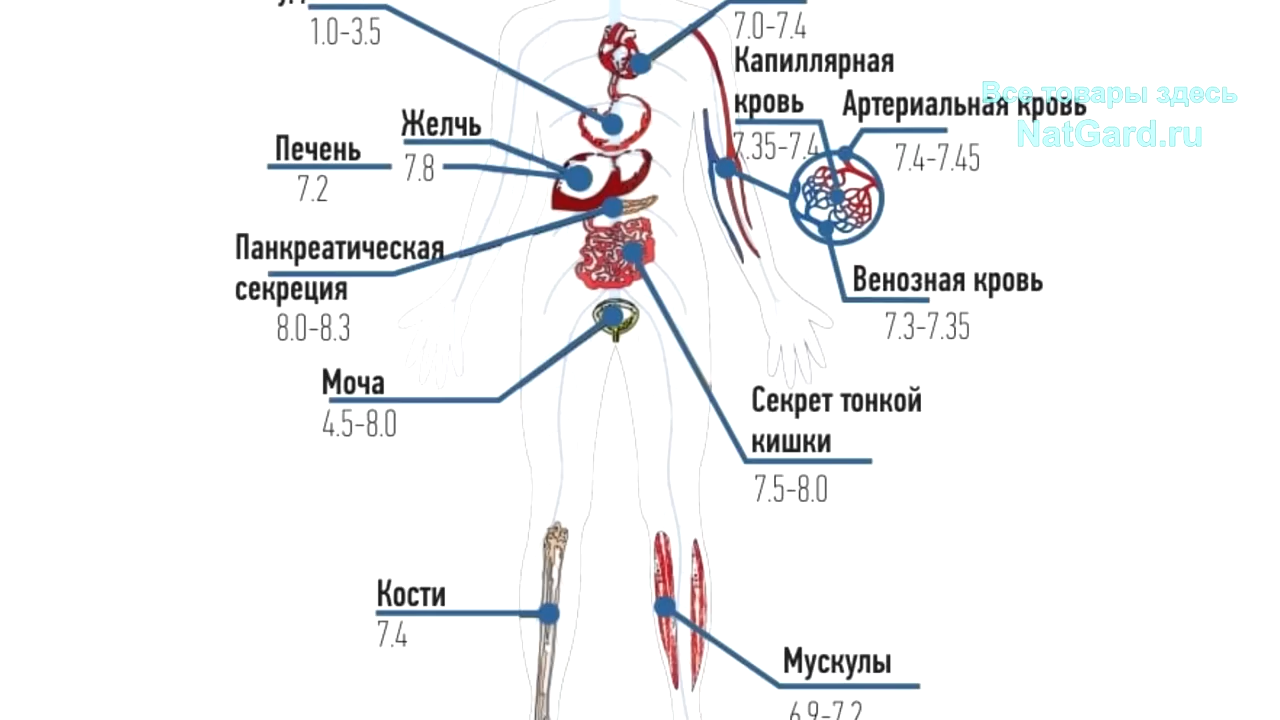 1.0-3.5
7.0-7.4
Капиллярная
кровь
7.35-7.4
Артериальная кровь
7.4-7.45
Все товары здесь
NatGard.ru
Желчь
7.8
Печень
7.2
Панкреатическая
секреция
8.0-8.3
Венозная кровь
7.3-7.35
Моча
4.5-8.0
Секрет тонкой
кишки
7.5-8.0
Кости
7.4
Мускулы
6.9-7.2